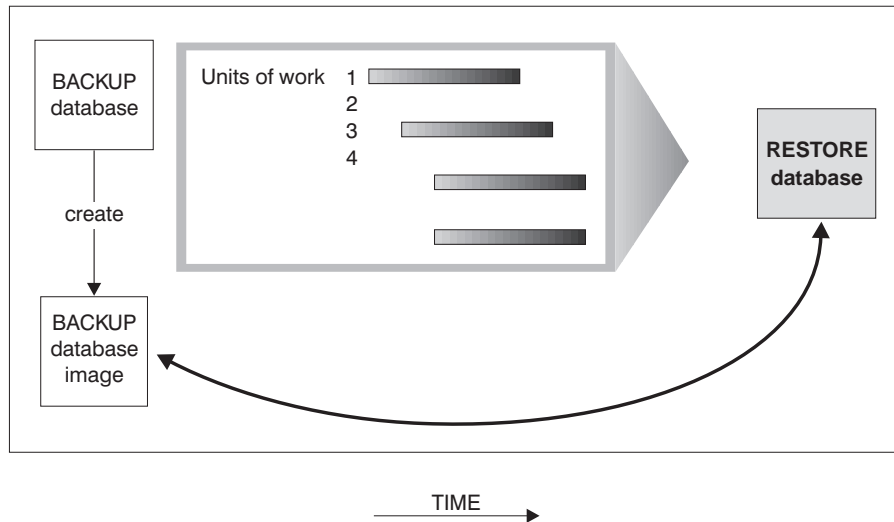 BACKUP
database
create
BACKUP
database
image
Units of work 1
2
3
4
RESTORE
database
TIME